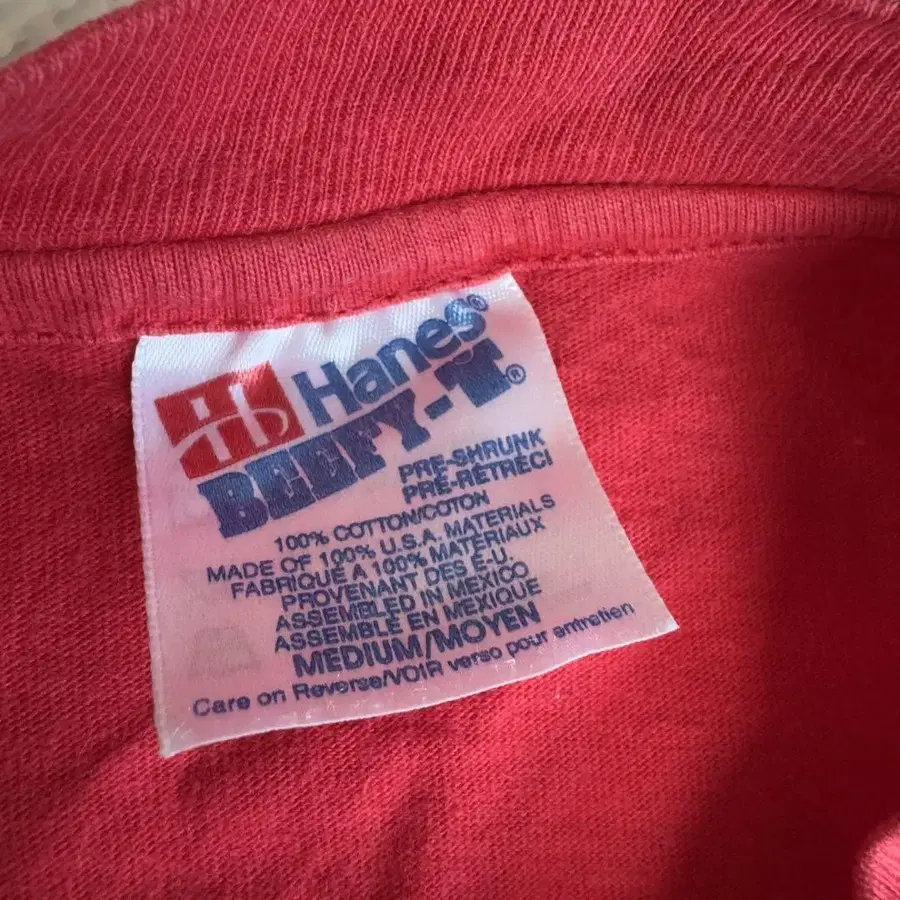 Hanes®
BEEFY-T®
PRE-SHRUNK
PRÉ-RÉTRÉCI
100% COTTON/COTON
MADE OF 100% U.S.A. MATERIALS
FABRIQUÉ À 100% MATÉRIAUX
PROVENANT DES É-U.
ASSEMBLED IN MEXICO
ASSEMBLÉ EN MEXIQUE
MEDIUM/MOYEN
Care on Reverse/VOIR verso pour entretien